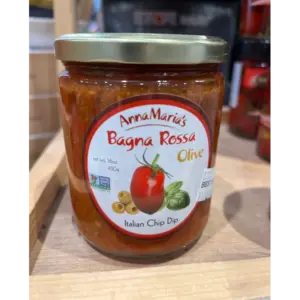 AnnaMaria's
Bagna Rossa
Olive
Italian Chip Dip